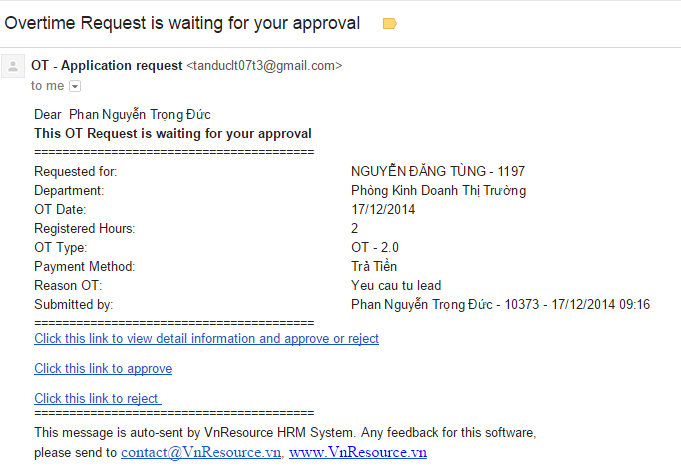 Overtime Request is waiting for your approval
OT - Application request <tanduclt07t3@gmail.com>
to me
Dear Phan Nguyễn Trọng Đức
This OT Request is waiting for your approval
========================================
Requested for: NGUYỄN ĐĂNG TÙNG - 1197
Department: Phòng Kinh Doanh Thị Trường
OT Date: 17/12/2014
Registered Hours: 2
OT Type: OT - 2.0
Payment Method: Trả Tiền
Reason OT: Yeu cau tu lead
Submitted by: Phan Nguyễn Trọng Đức - 10373 - 17/12/2014 09:16
========================================
Click this link to view detail information and approve or reject
Click this link to approve
Click this link to reject
========================================
This message is auto-sent by VnResource HRM System. Any feedback for this software,
please send to contact@VnResource.vn, www.VnResource.vn